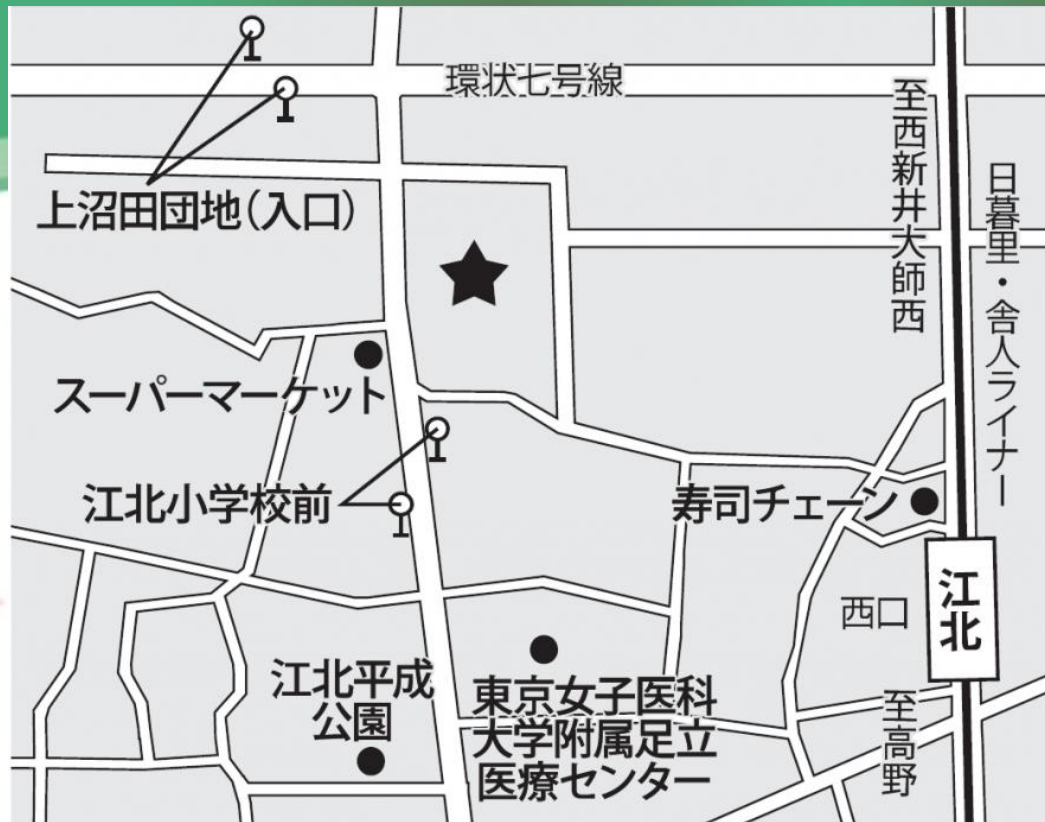 環状七号線
至西新井大師西
日暮里・舎人ライナー
上沼田団地（入口）
スーパーマーケット
江北小学校前
寿司チェーン
江北
西口
江北平成
公園
東京女子医科
大学附属足立
医療センター
至高野